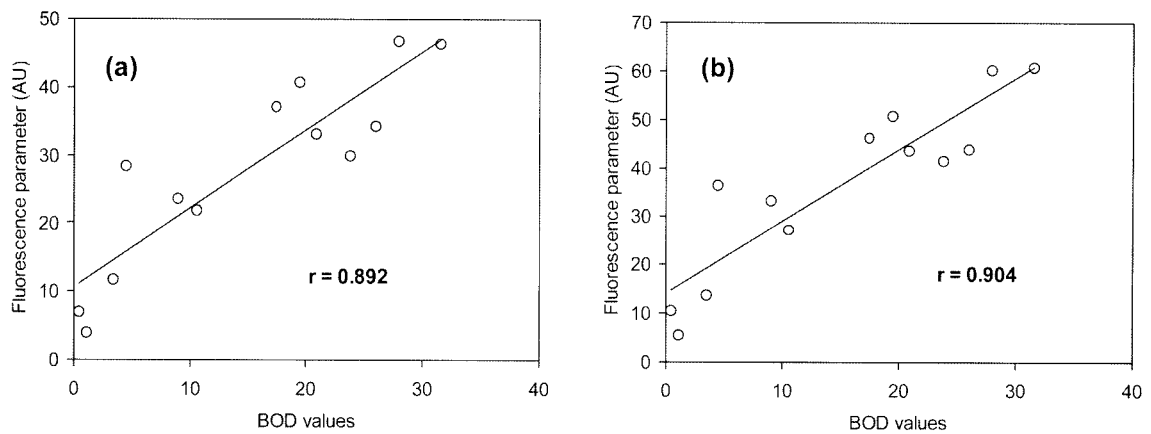 50
40
30
20
10
0
Fluorescence parameter (AU)
(a)
r = 0.892
0 10 20 30 40
BOD values
70
60
50
40
30
20
10
0
Fluorescence parameter (AU)
(b)
r = 0.904
0 10 20 30 40
BOD values